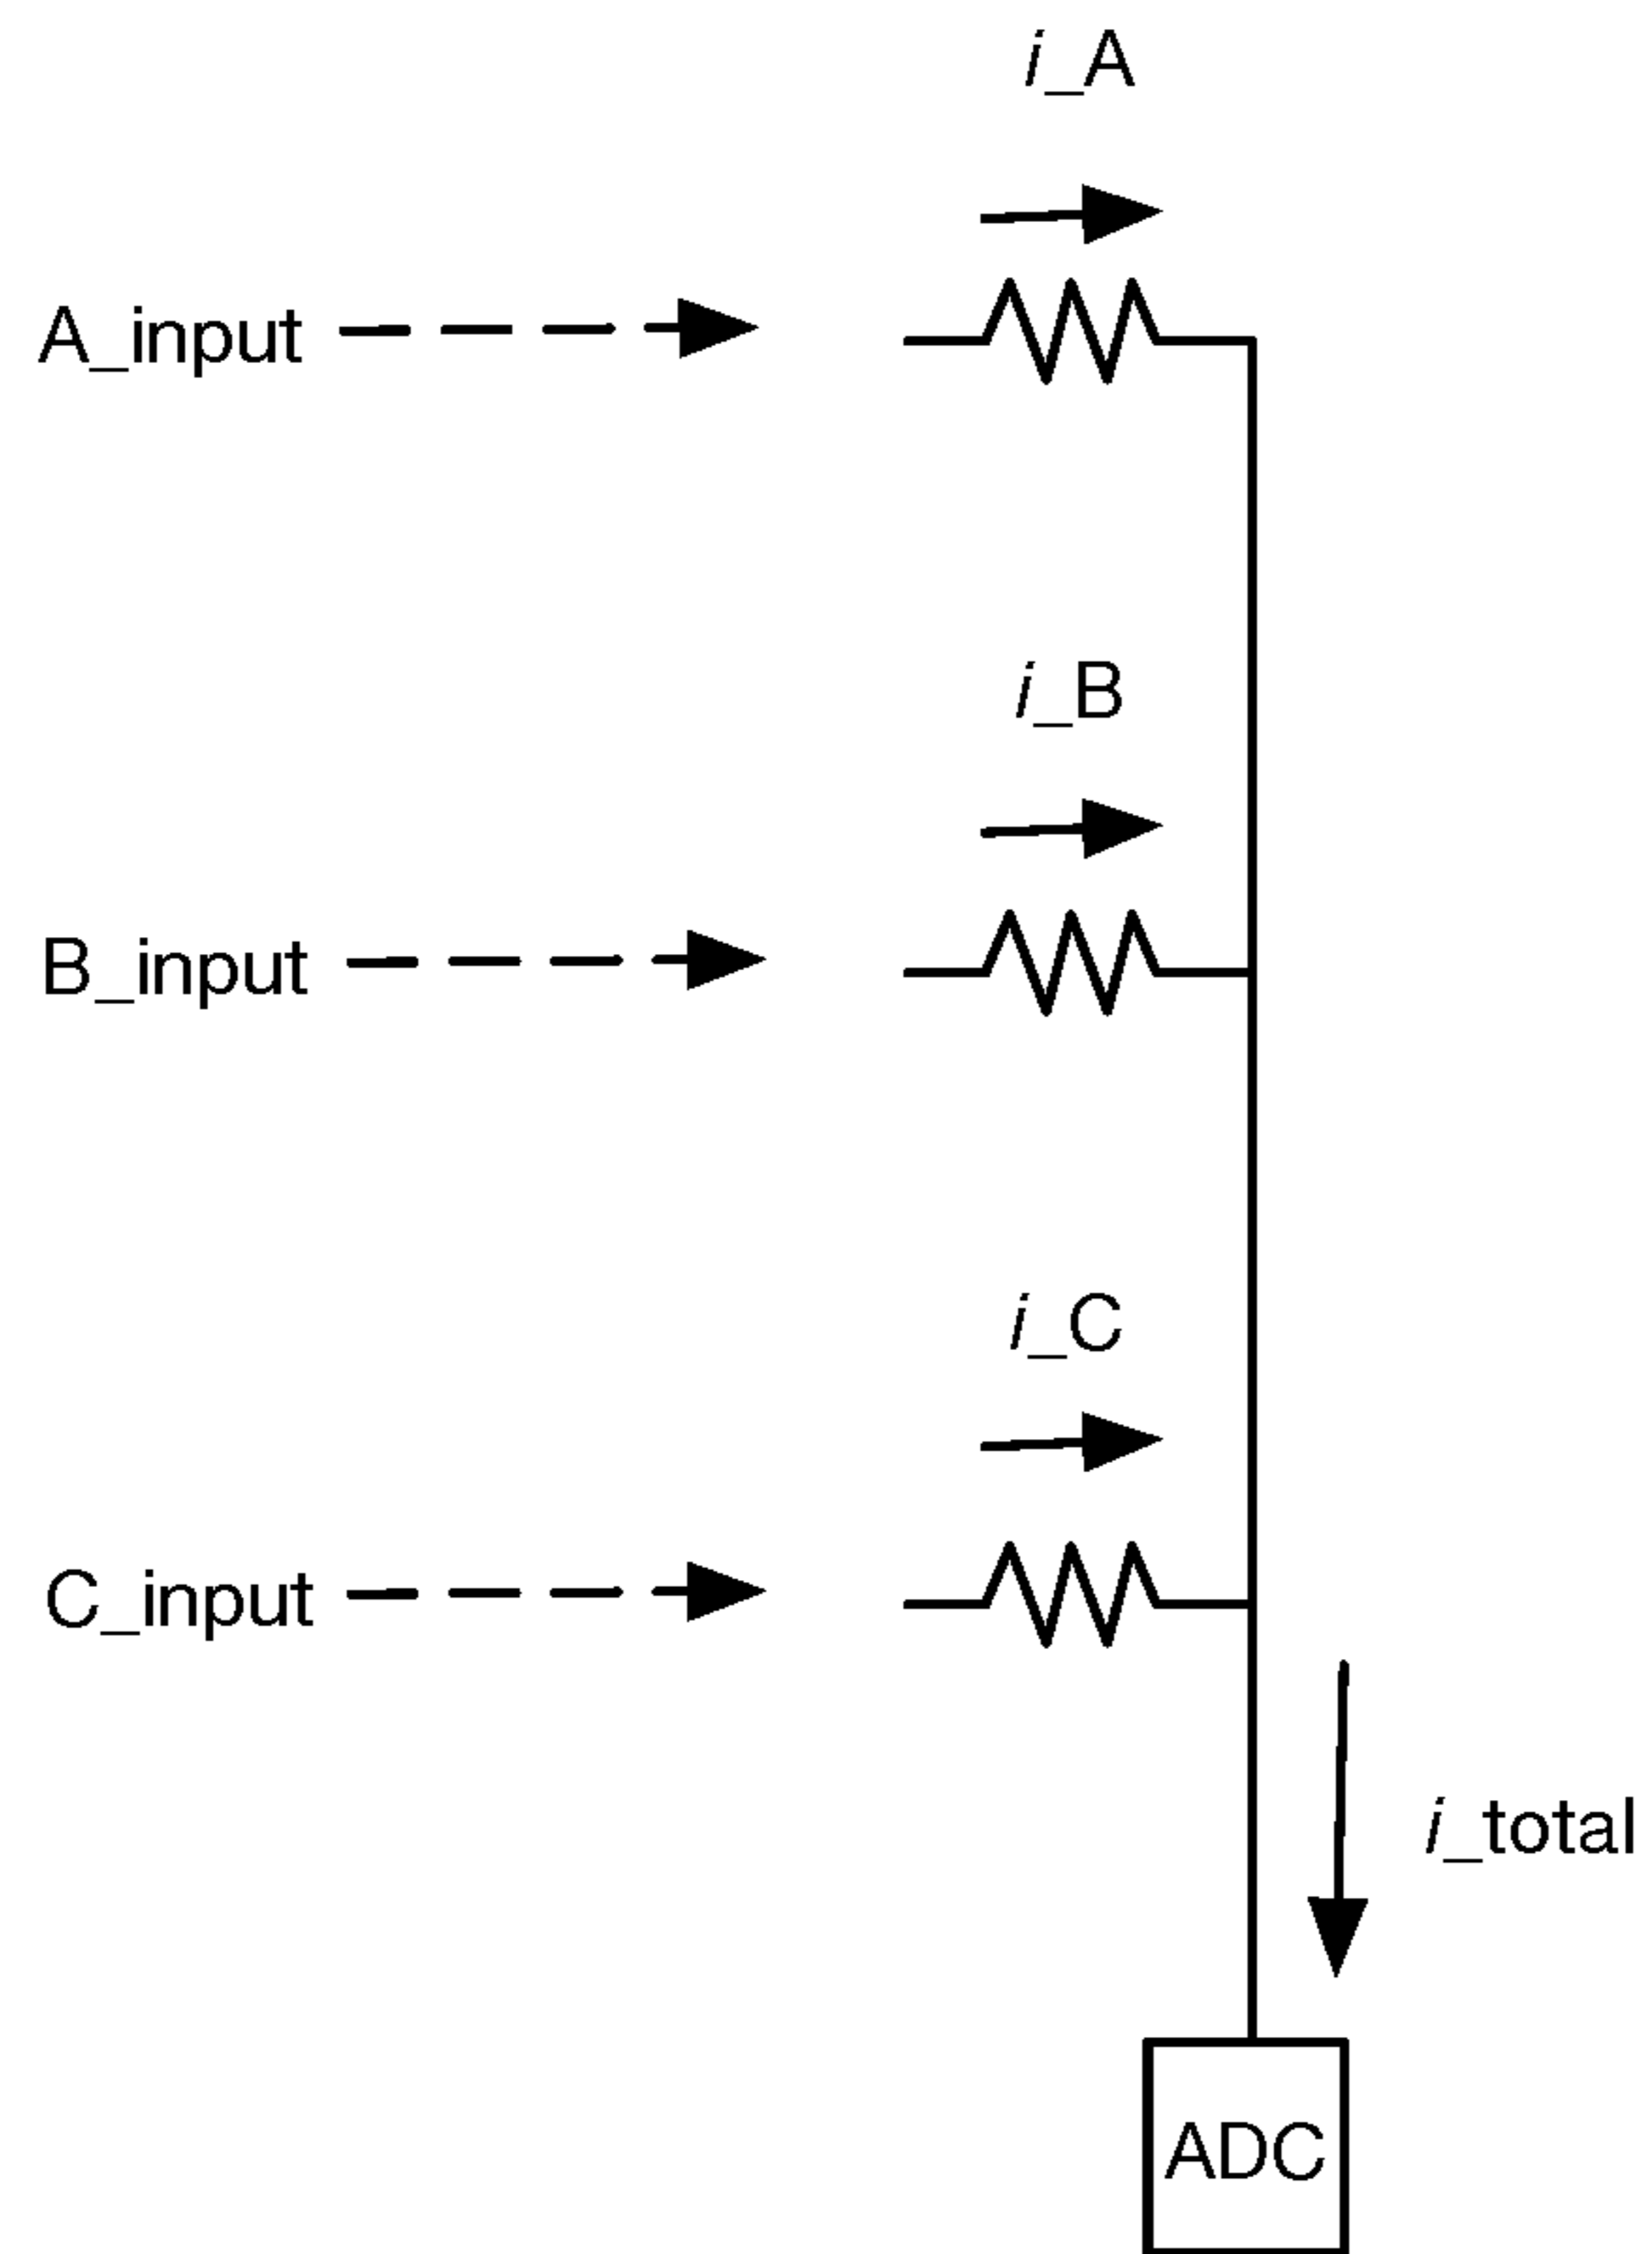 i_A
A_input
i_B
B_input
i_C
C_input
i_total
ADC